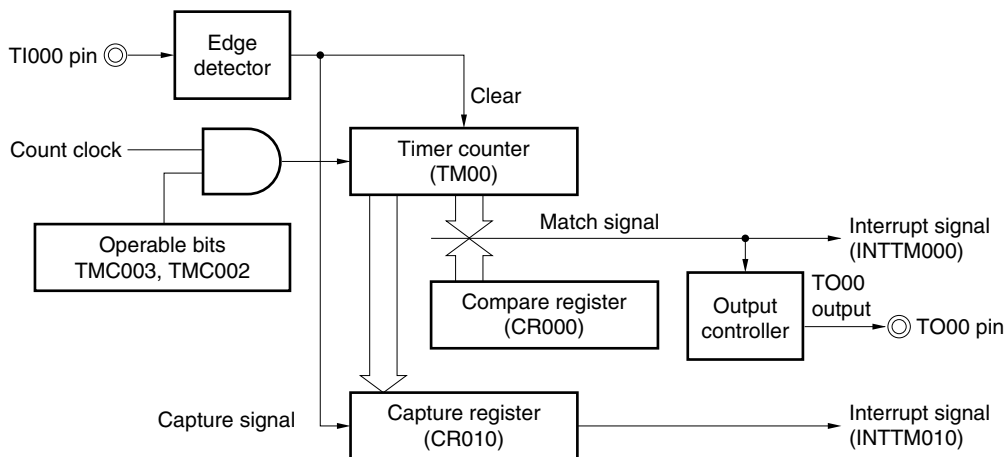 TI000 pin
Edge
detector
Clear
Count clock
Timer counter
(TM00)
Operable bits
TMC003, TMC002
Match signal
Interrupt signal
(INTTM000)
Compare register
(CR000)
Output
controller
TO00
output
TO00 pin
Capture signal
Capture register
(CR010)
Interrupt signal
(INTTM010)